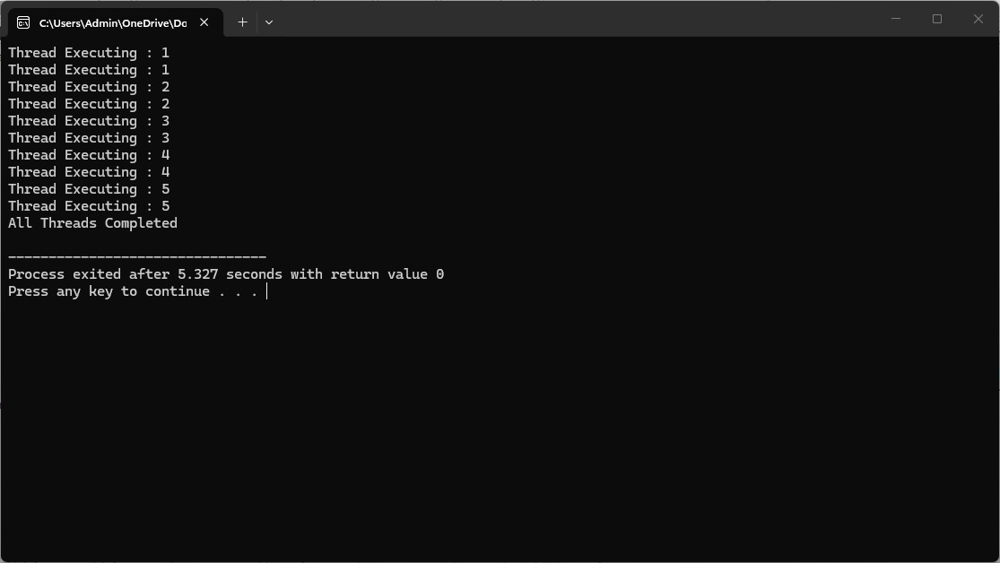 C:\Users\Admin\OneDrive\Do
Thread Executing : 1
Thread Executing : 1
Thread Executing : 2
Thread Executing : 2
Thread Executing : 3
Thread Executing : 3
Thread Executing : 4
Thread Executing : 4
Thread Executing : 5
Thread Executing : 5
All Threads Completed
--------------------------------
Process exited after 5.327 seconds with return value 0
Press any key to continue . . .